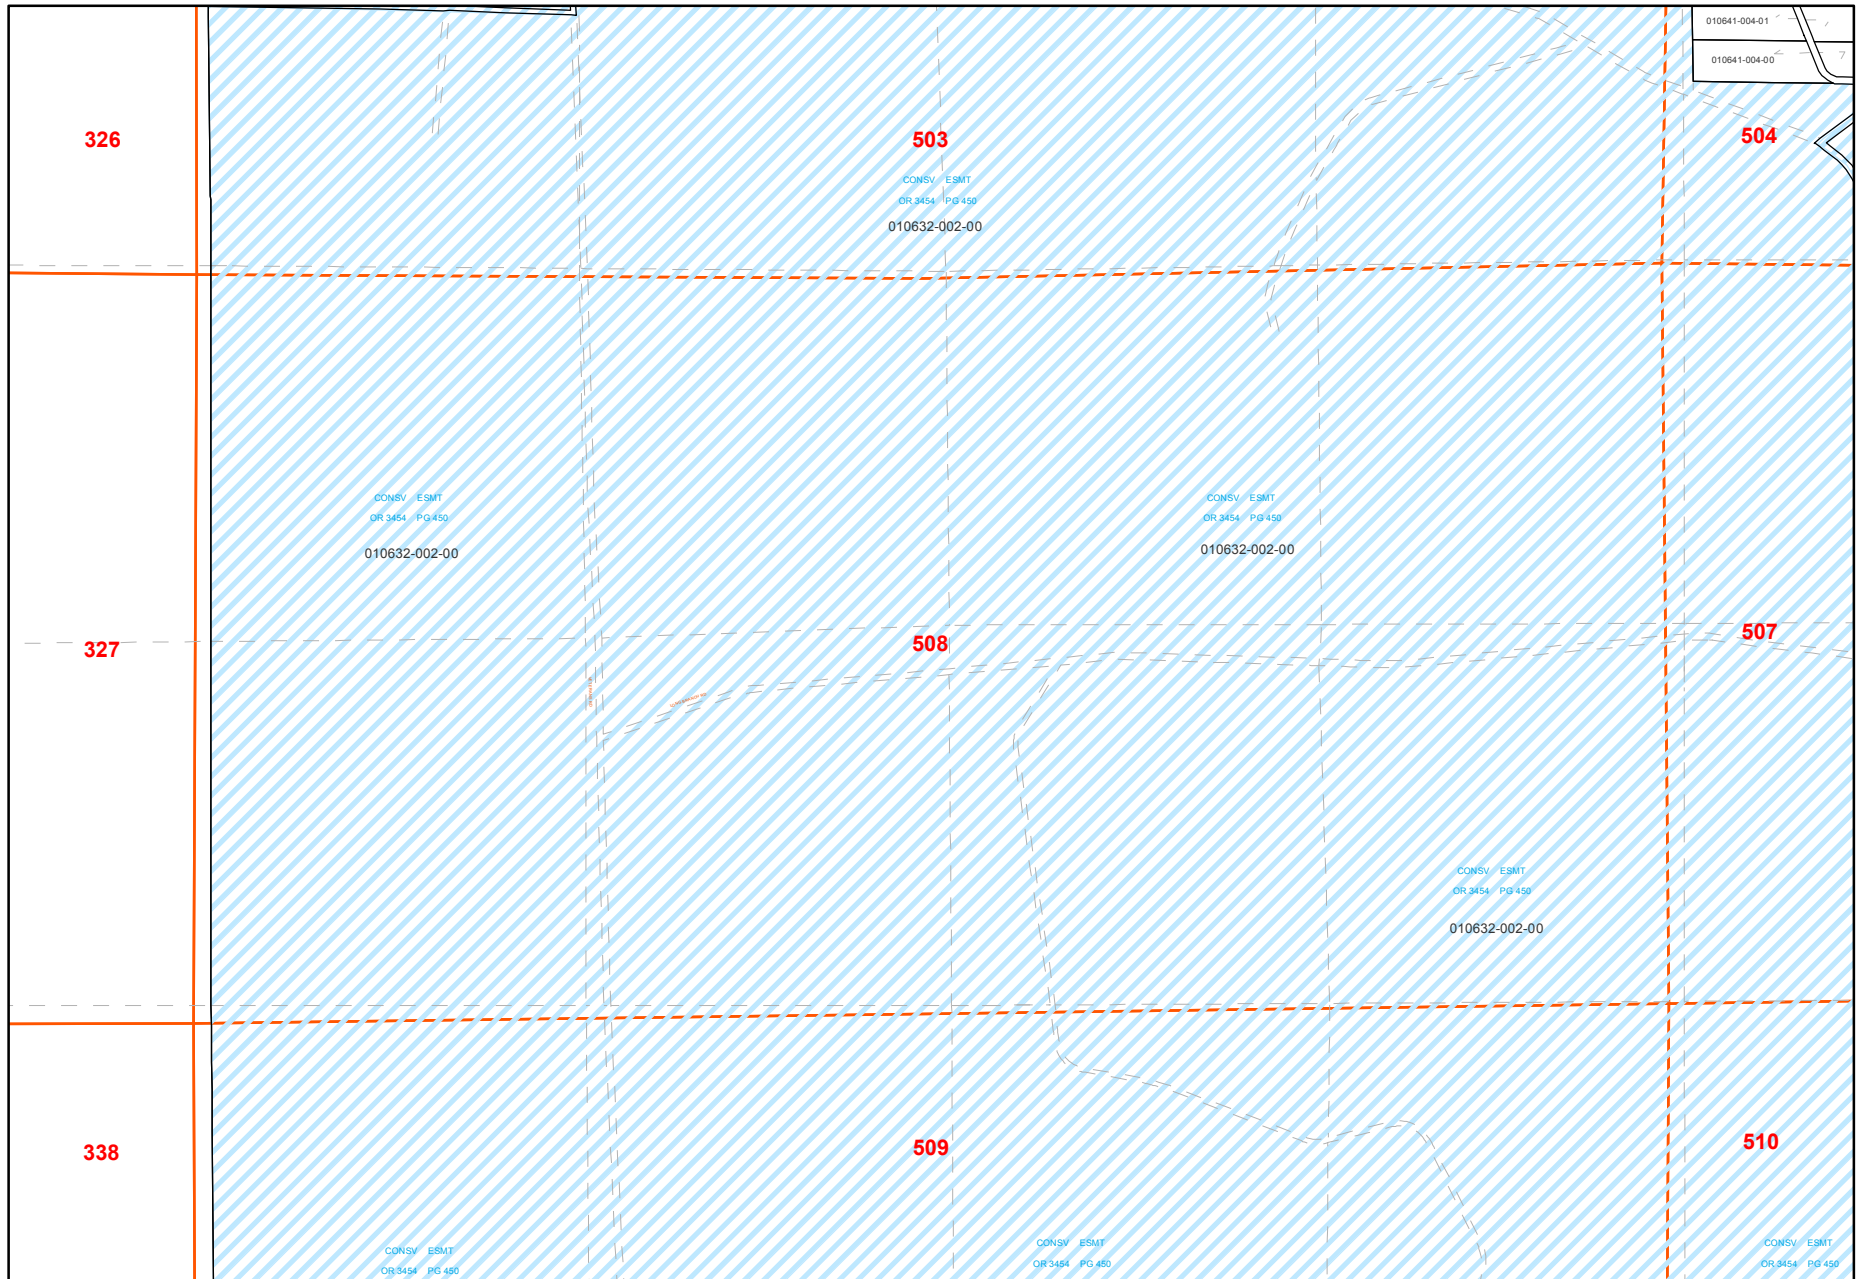 010641-004-01
010641-004-00
326
503
504
CONSV ESMT
OR 3454 PG 450
010632-002-00
CONSV ESMT
OR 3454 PG 450
010632-002-00
CONSV ESMT
OR 3454 PG 450
010632-002-00
327
508
507
CONSV ESMT
OR 3454 PG 450
010632-002-00
338
509
510
CONSV ESMT
OR 3454 PG 450
CONSV ESMT
OR 3454 PG 450
CONSV ESMT
OR 3454 PG 450